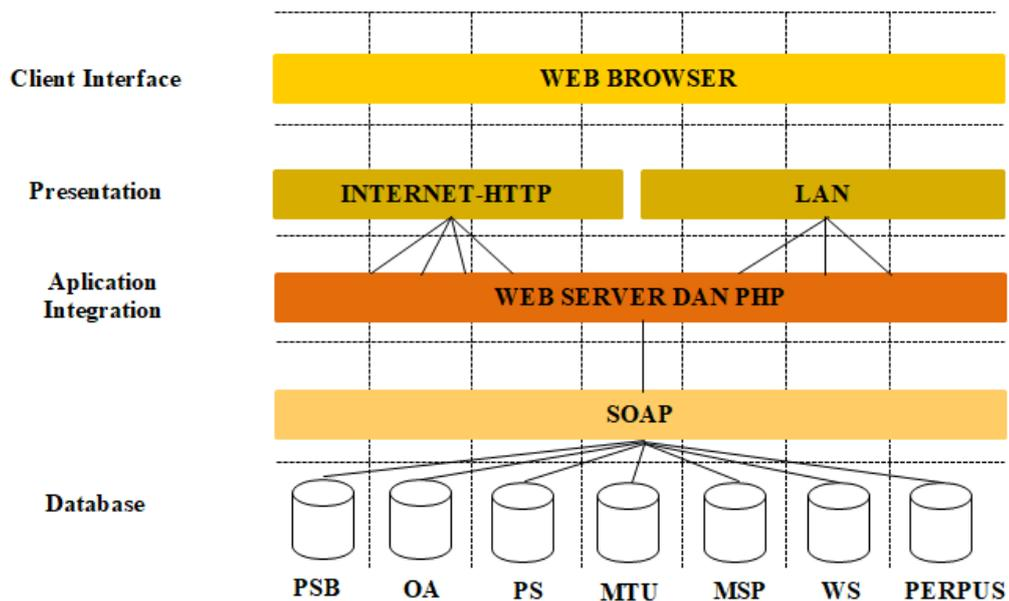 Client Interface
WEB BROWSER
Presentation
INTERNET-HTTP
LAN
Aplication
Integration
WEB SERVER DAN PHP
SOAP
Database
PSB
OA
PS
MTU
MSP
WS
PERPUS